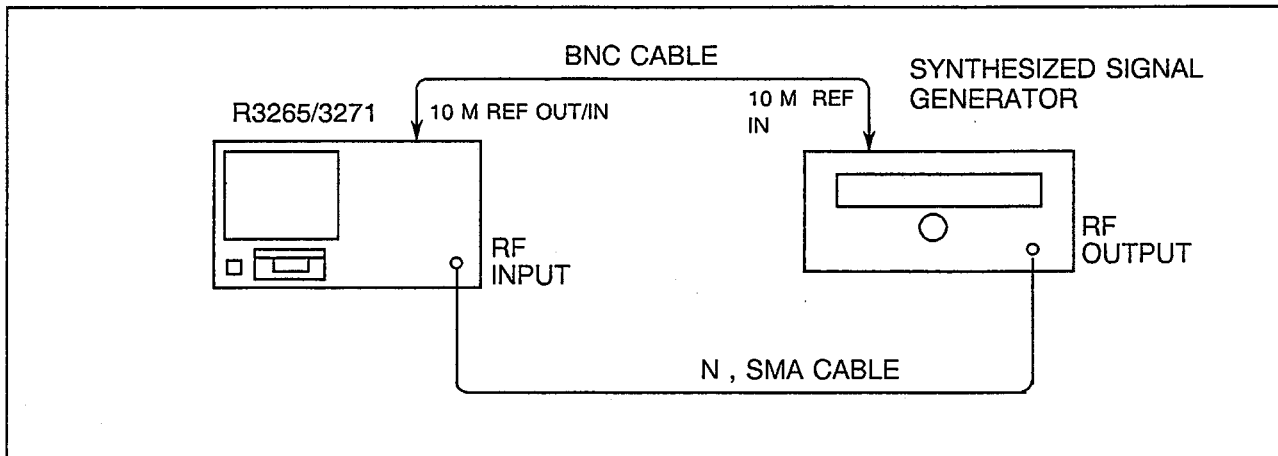 BNC CABLE
SYNTHESIZED SIGNAL
GENERATOR
R3265/3271
10 M REF OUT/IN
10 M REF
IN
RF
INPUT
RF
OUTPUT
N , SMA CABLE